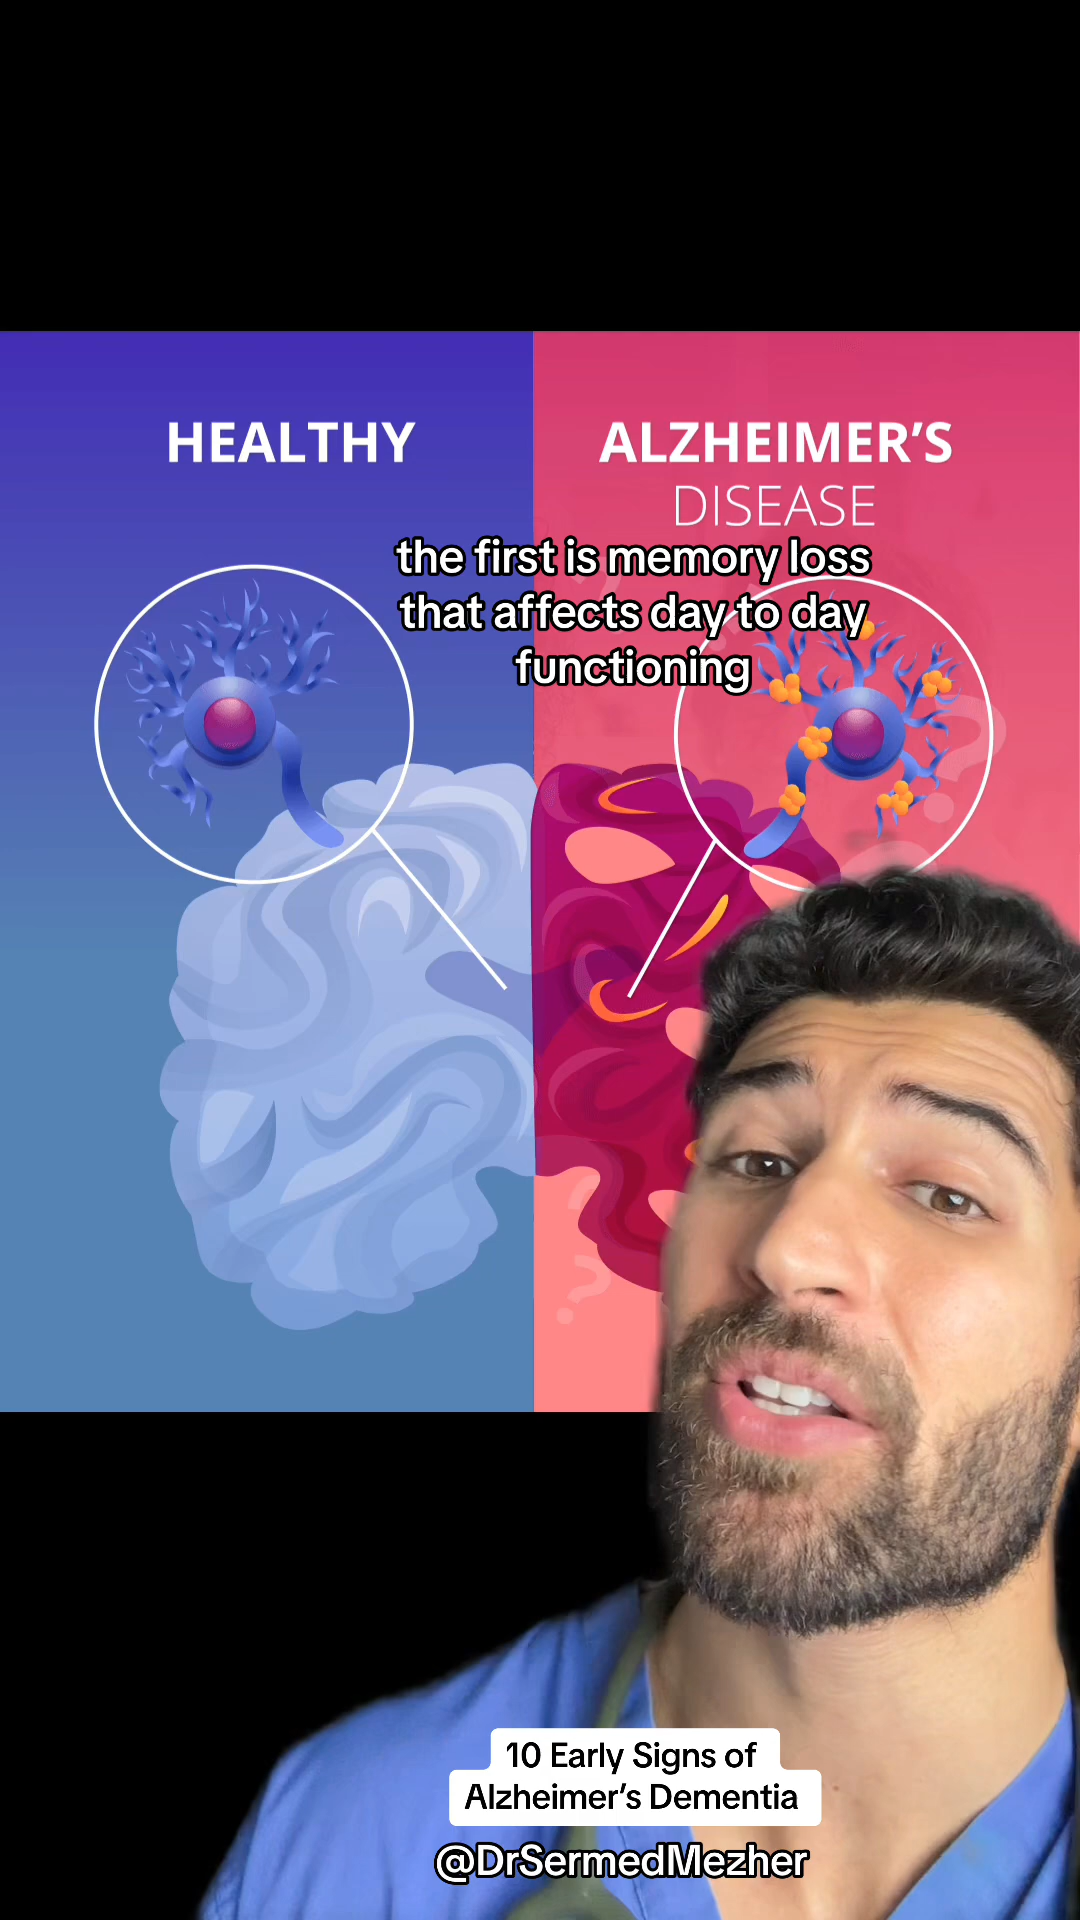 HEALTHY
ALZHEIMER’S
DISEASE
the first is memory loss
that affects day to day
functioning
10 Early Signs of
Alzheimer’s Dementia
@DrSermedMezher